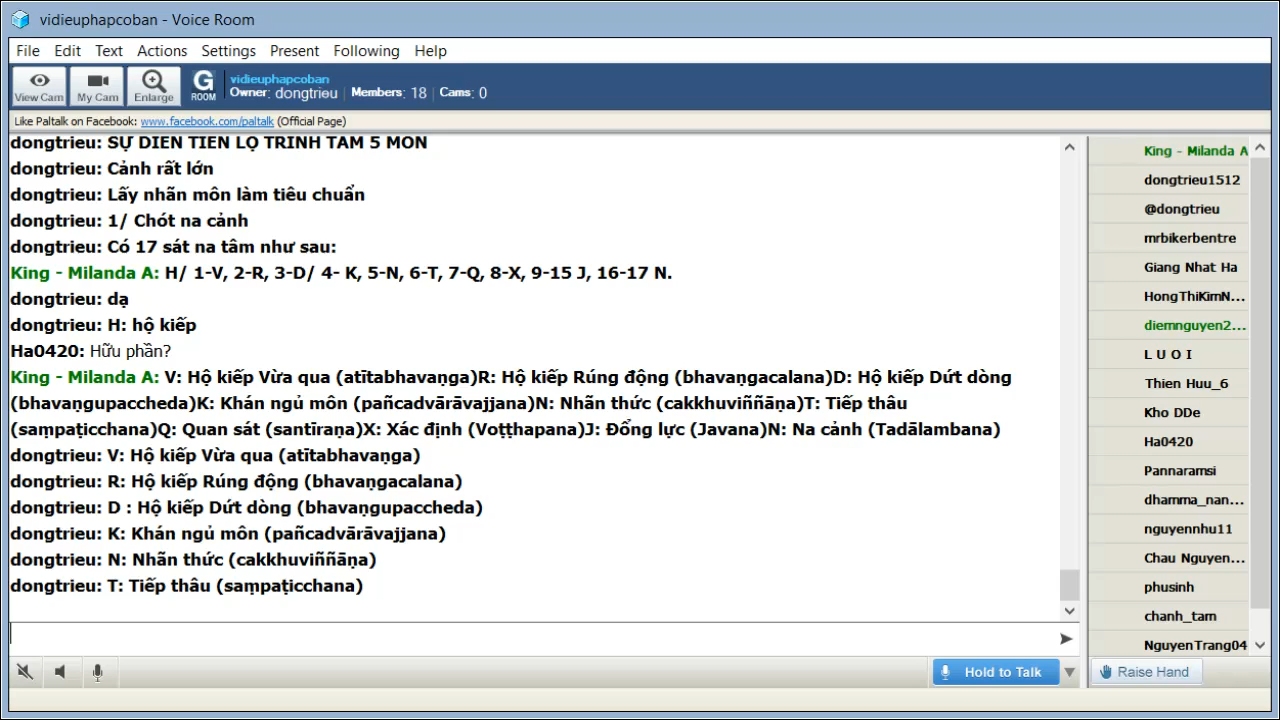 vidieuphapcoban - Voice Room
File Edit Text Actions Settings Present Following Help
View Cam My Cam Enlarge G ROOM
vidieuphapcoban
Owner: dongtrieu Members: 18 Cams: 0
Like Paltalk on Facebook: www.facebook.com/paltalk (Official Page)
dongtrieu: SỰ DIỄN TIẾN LỘ TRÌNH TÂM 5 MÔN
dongtrieu: Cảnh rất lớn
dongtrieu: Lấy nhãn môn làm tiêu chuẩn
dongtrieu: 1/ Chót na cảnh
dongtrieu: Có 17 sát na tâm như sau:
King - Milanda A: H/ 1-V, 2-R, 3-D/ 4- K, 5-N, 6-T, 7-Q, 8-X, 9-15 J, 16-17 N.
dongtrieu: dạ
dongtrieu: H: hộ kiếp
Ha0420: Hữu phần?
King - Milanda A: V: Hộ kiếp Vừa qua (atītabhavaṇga)R: Hộ kiếp Rúng động (bhavaṇgacalana)D: Hộ kiếp Dứt dòng
(bhavaṇgupaccheda)K: Khán ngủ môn (pañcadvārāvajjana)N: Nhãn thức (cakkhuviññāṇa)T: Tiếp thâu
(saṃpaṭicchana)Q: Quan sát (santīraṇa)X: Xác định (Voṭṭhapana)J: Đổng lực (Javana)N: Na cảnh (Tadālambana)
dongtrieu: V: Hộ kiếp Vừa qua (atītabhavaṇga)
dongtrieu: R: Hộ kiếp Rúng động (bhavaṇgacalana)
dongtrieu: D : Hộ kiếp Dứt dòng (bhavaṇgupaccheda)
dongtrieu: K: Khán ngủ môn (pañcadvārāvajjana)
dongtrieu: N: Nhãn thức (cakkhuviññāṇa)
dongtrieu: T: Tiếp thâu (saṃpaṭicchana)
King - Milanda A
dongtrieu1512
@dongtrieu
mrbikerbentre
Giang Nhat Ha
HongThiKimN...
diemnguyen2...
L U O I
Thien Huu_6
Kho DDe
Ha0420
Pannaramsi
dhamma_nan...
nguyennhu11
Chau Nguyen...
phusinh
chanh_tam
NguyenTrang04
Hold to Talk
Raise Hand